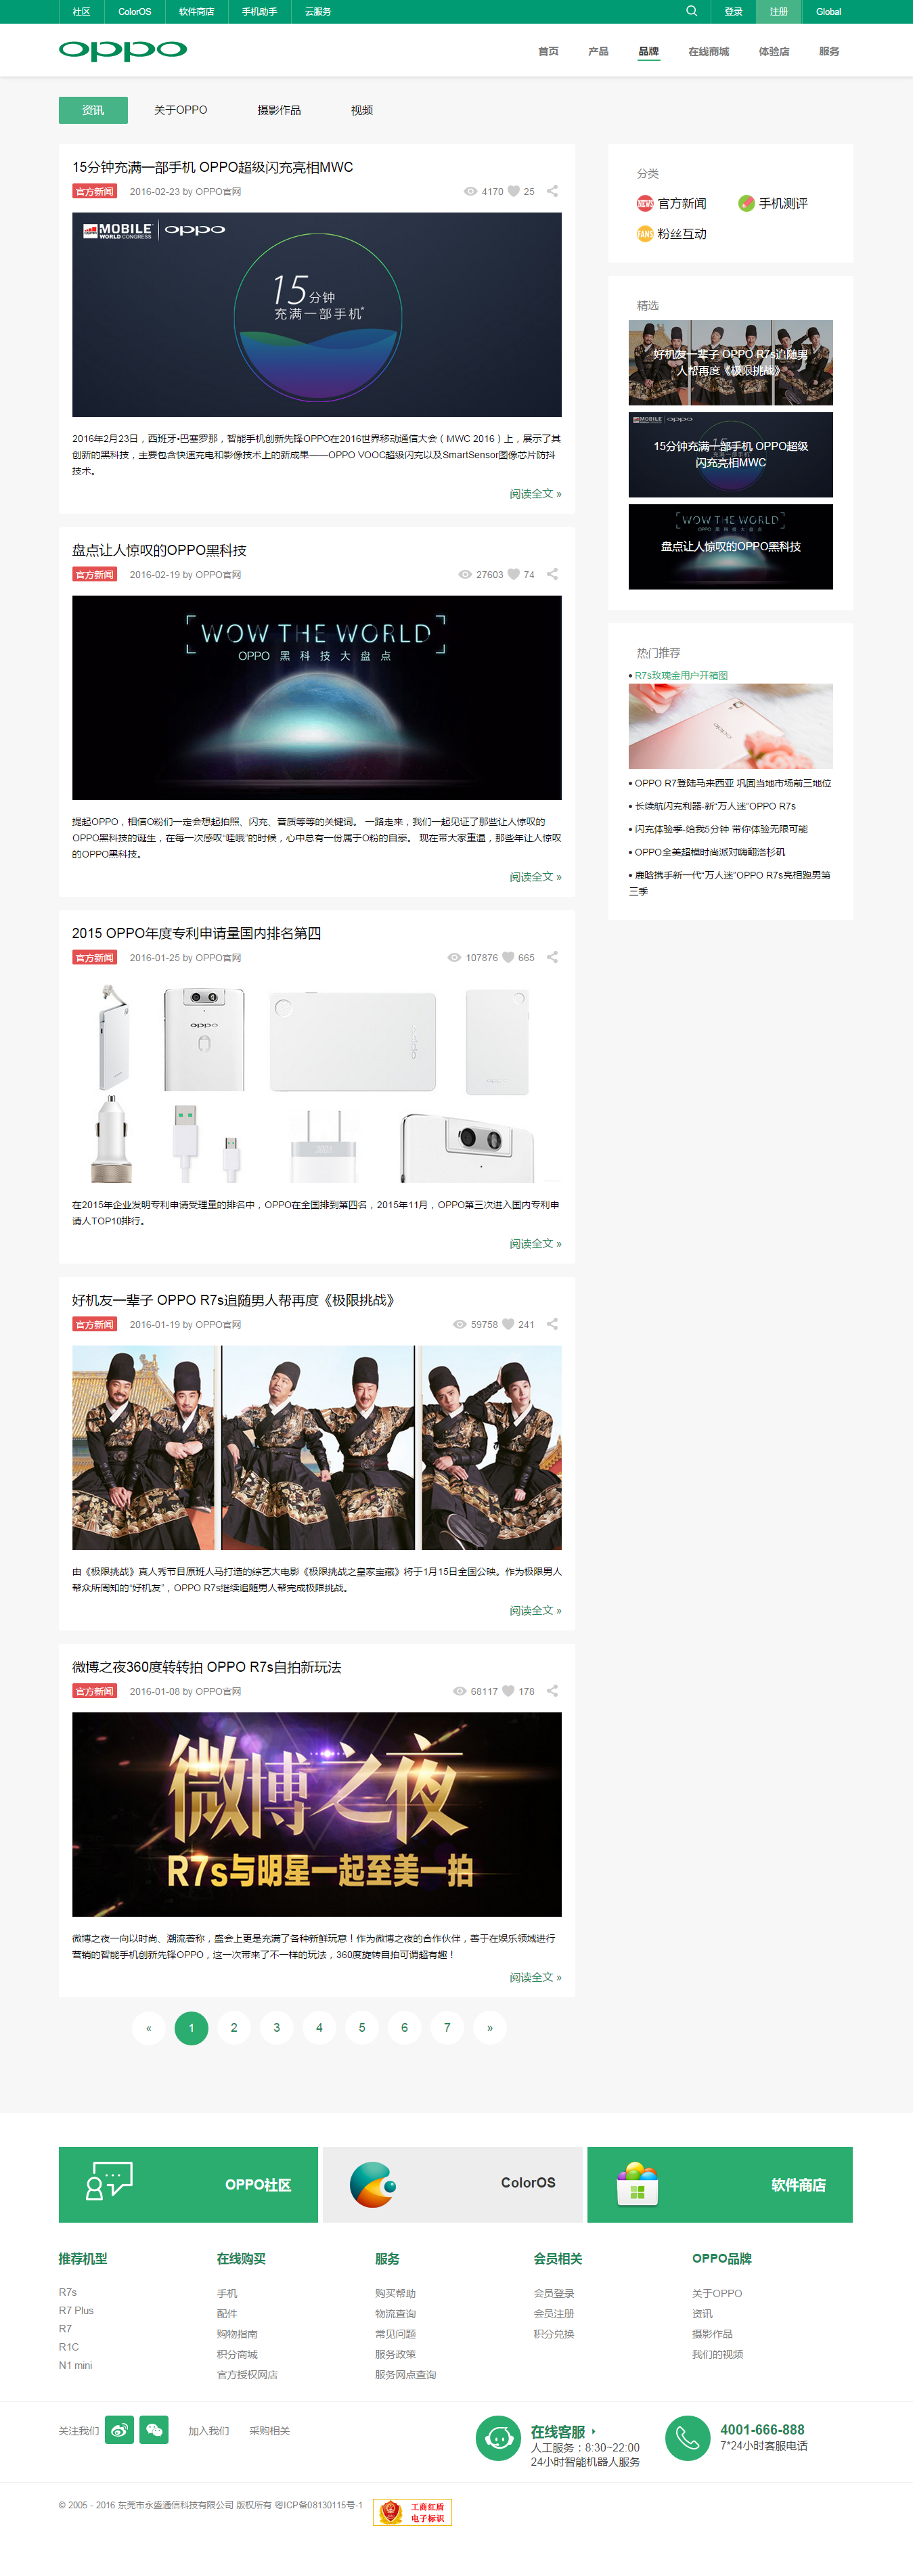 社区 ColorOS 软件商店 手机助手 云服务 登录 注册 Global
oppo 首页 产品 品牌 在线商城 体验店 服务
资讯 关于OPPO 摄影作品 视频
15分钟充满一部手机 OPPO超级闪充亮相MWC
官方新闻 2016-02-23 by OPPO官网 4170 25
MOBILE
WORLD CONGRESS
oppo
15分钟
充满一部手机*
2016年2月23日，西班牙•巴塞罗那，智能手机创新先锋OPPO在2016世界移动通信大会（MWC 2016）上，展示了其
创新的黑科技，主要包含快速充电和影像技术上的新成果——OPPO VOOC超级闪充以及SmartSensor图像芯片防抖
技术。
阅读全文 »
盘点让人惊叹的OPPO黑科技
官方新闻 2016-02-19 by OPPO官网 27603 74
WOW THE WORLD
OPPO 黑科技大盘点
提起OPPO，相信O粉们一定会想起拍照、闪充、音质等等的关键词。 一路走来，我们一起见证了那些让人惊叹的
OPPO黑科技的诞生，在每一次感叹“哇哦”的时候，心中总有一份属于O粉的自豪。 现在带大家重温，那些年让人惊叹
的OPPO黑科技。
阅读全文 »
2015 OPPO年度专利申请量国内排名第四
官方新闻 2016-01-25 by OPPO官网 107876 665
oppo
在2015年企业发明专利申请受理量的排名中，OPPO在全国排到第四名，2015年11月，OPPO第三次进入国内专利申
请人TOP10排行。
阅读全文 »
好机友一辈子 OPPO R7s追随男人帮再度《极限挑战》
官方新闻 2016-01-19 by OPPO官网 59758 241
由《极限挑战》真人秀节目原班人马打造的综艺大电影《极限挑战之皇家宝藏》将于1月15日全国公映。作为极限男人
帮众所周知的“好机友”，OPPO R7s继续追随男人帮完成极限挑战。
阅读全文 »
微博之夜360度转转拍 OPPO R7s自拍新玩法
官方新闻 2016-01-08 by OPPO官网 68117 178
微博之夜
R7s与明星一起至美一拍
微博之夜一向以时尚、潮流著称，盛会上更是充满了各种新鲜玩意！作为微博之夜的合作伙伴，善于在娱乐领域进行
营销的智能手机创新先锋OPPO，这一次带来了不一样的玩法，360度旋转自拍可谓超有趣！
阅读全文 »
« 1 2 3 4 5 6 7 »
分类
NEWS 官方新闻 手机测评
FANS 粉丝互动
精选
好机友一辈子 OPPO R7s追随男
人帮再度《极限挑战》
MOBILE oppo
15分钟充满一部手机 OPPO超级
闪充亮相MWC
WOW THE WORLD
OPPO 黑科技大盘点
盘点让人惊叹的OPPO黑科技
热门推荐
• R7s玫瑰金用户开箱图
oppo
• OPPO R7登陆马来西亚 巩固当地市场前三地位
• 长续航闪充利器-新“万人迷”OPPO R7s
• 闪充体验季-给我5分钟 带你体验无限可能
• OPPO全美超模时尚派对嗨翻洛杉矶
• 鹿晗携手新一代“万人迷”OPPO R7s亮相跑男第
三季
OPPO社区 ColorOS 软件商店
推荐机型
R7s
R7 Plus
R7
R1C
N1 mini
在线购买
手机
配件
购物指南
积分商城
官方授权网店
服务
购买帮助
物流查询
常见问题
服务政策
服务网点查询
会员相关
会员登录
会员注册
积分兑换
OPPO品牌
关于OPPO
资讯
摄影作品
我们的视频
关注我们 加入我们 采购相关
在线客服
人工服务：8:30~22:00
24小时智能机器人服务
4001-666-888
7*24小时客服电话
© 2005 - 2016 东莞市永盛通信科技有限公司 版权所有 粤ICP备08130115号-1
工商红盾
电子标识